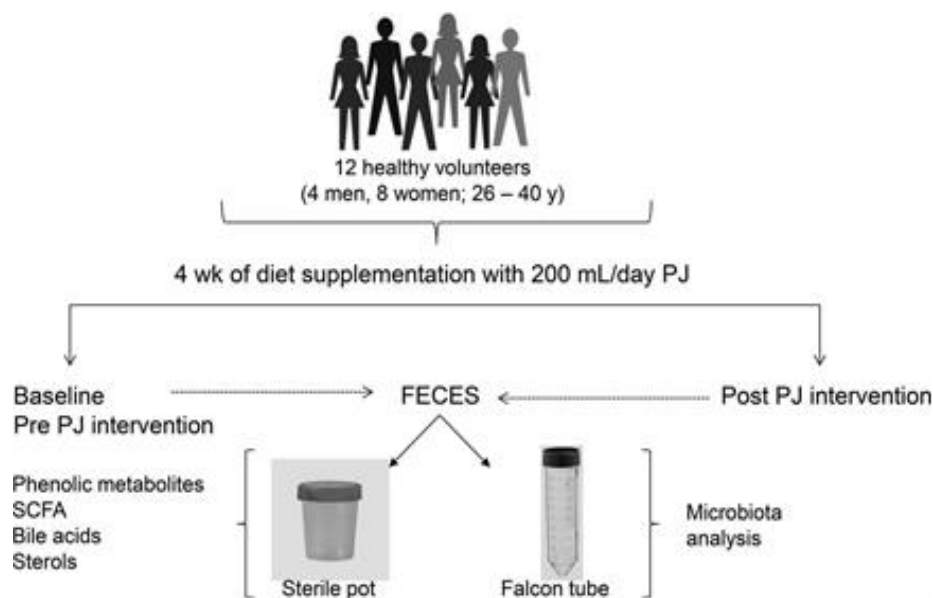 12 healthy volunteers
(4 men, 8 women; 26 – 40 y)
4 wk of diet supplementation with 200 mL/day PJ
Baseline
Pre PJ intervention
FECES
Post PJ intervention
Phenolic metabolites
SCFA
Bile acids
Sterols
Sterile pot
Falcon tube
Microbiota
analysis